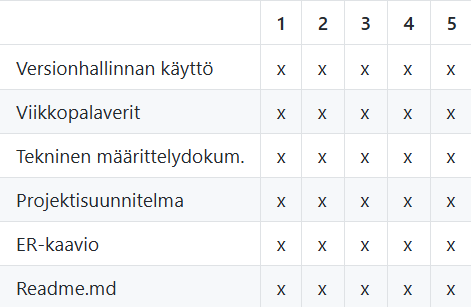 1 2 3 4 5
Versionhallinnan käyttö x x x x x
Viikkopalaverit x x x x x
Tekninen määrittelydokum. x x x x x
Projektisuunnitelma x x x x x
ER-kaavio x x x x x
Readme.md x x x x x